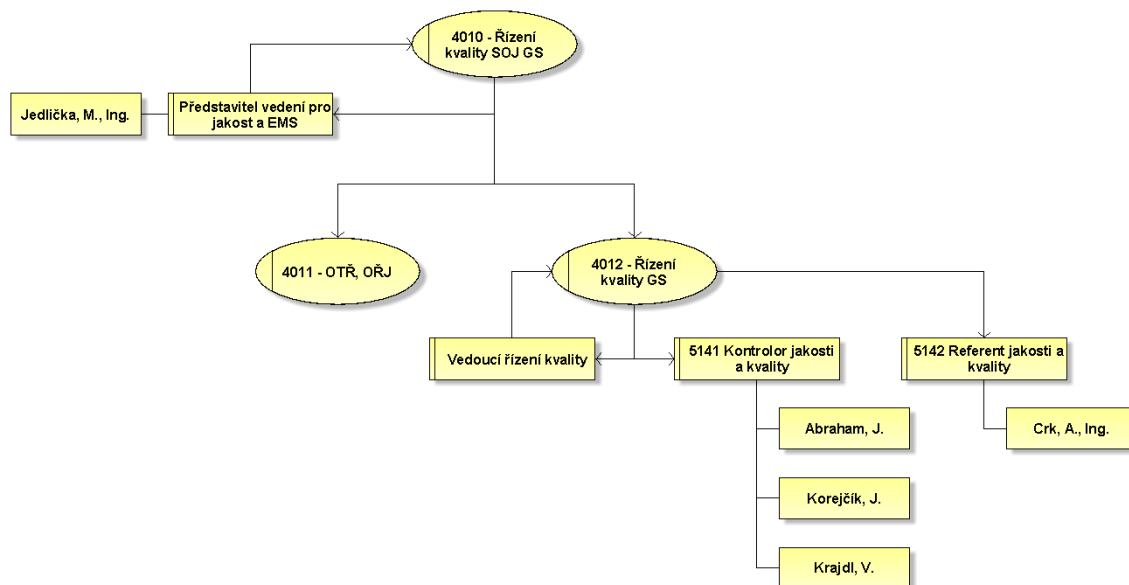 4010 - Řízení
kvality SOJ GS
Jedlička, M., Ing.
Představitel vedení pro
jakost a EMS
4011 - OTŘ, OŘJ
4012 - Řízení
kvality GS
Vedoucí řízení kvality
5141 Kontrolor jakosti
a kvality
5142 Referent jakosti a
kvality
Abraham, J.
Crk, A., Ing.
Korejčík, J.
Krajdl, V.